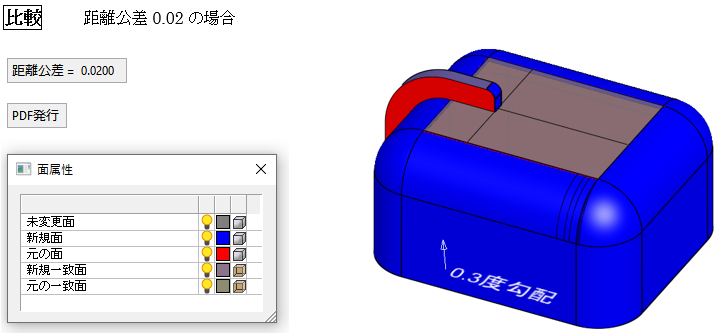 比較 距離公差 0.02 の場合
距離公差 = 0.0200
PDF発行
面属性
未変更面
新規面
元の面
新規一致面
元の一致面
0.3度勾配